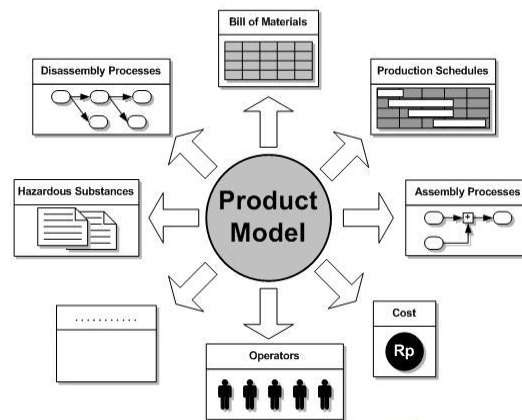 Bill of Materials
Disassembly Processes
Production Schedules
Hazardous Substances
Product
Model
Assembly Processes
+
...........
Operators
Cost
Rp